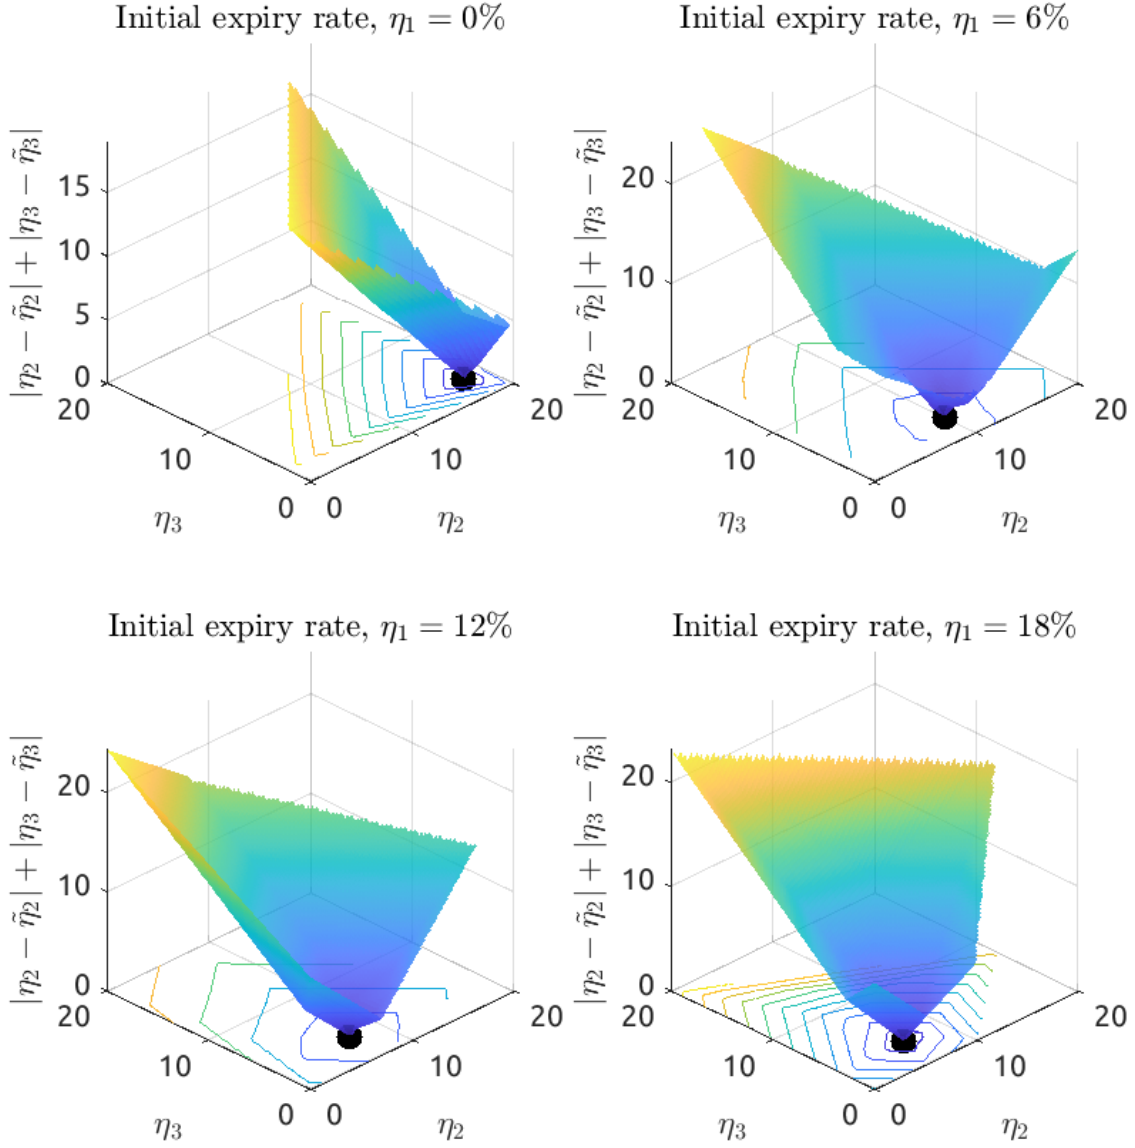 Initial expiry rate, η₁ = 0%
|η₂ − η̃₂| + |η₃ − η̃₃|
15
10
5
0
20
10
0
0
10
20
η₃
η₂
Initial expiry rate, η₁ = 6%
|η₂ − η̃₂| + |η₃ − η̃₃|
20
10
0
20
10
0
0
10
20
η₃
η₂
Initial expiry rate, η₁ = 12%
|η₂ − η̃₂| + |η₃ − η̃₃|
20
10
0
20
10
0
0
10
20
η₃
η₂
Initial expiry rate, η₁ = 18%
|η₂ − η̃₂| + |η₃ − η̃₃|
20
10
0
20
10
0
0
10
20
η₃
η₂